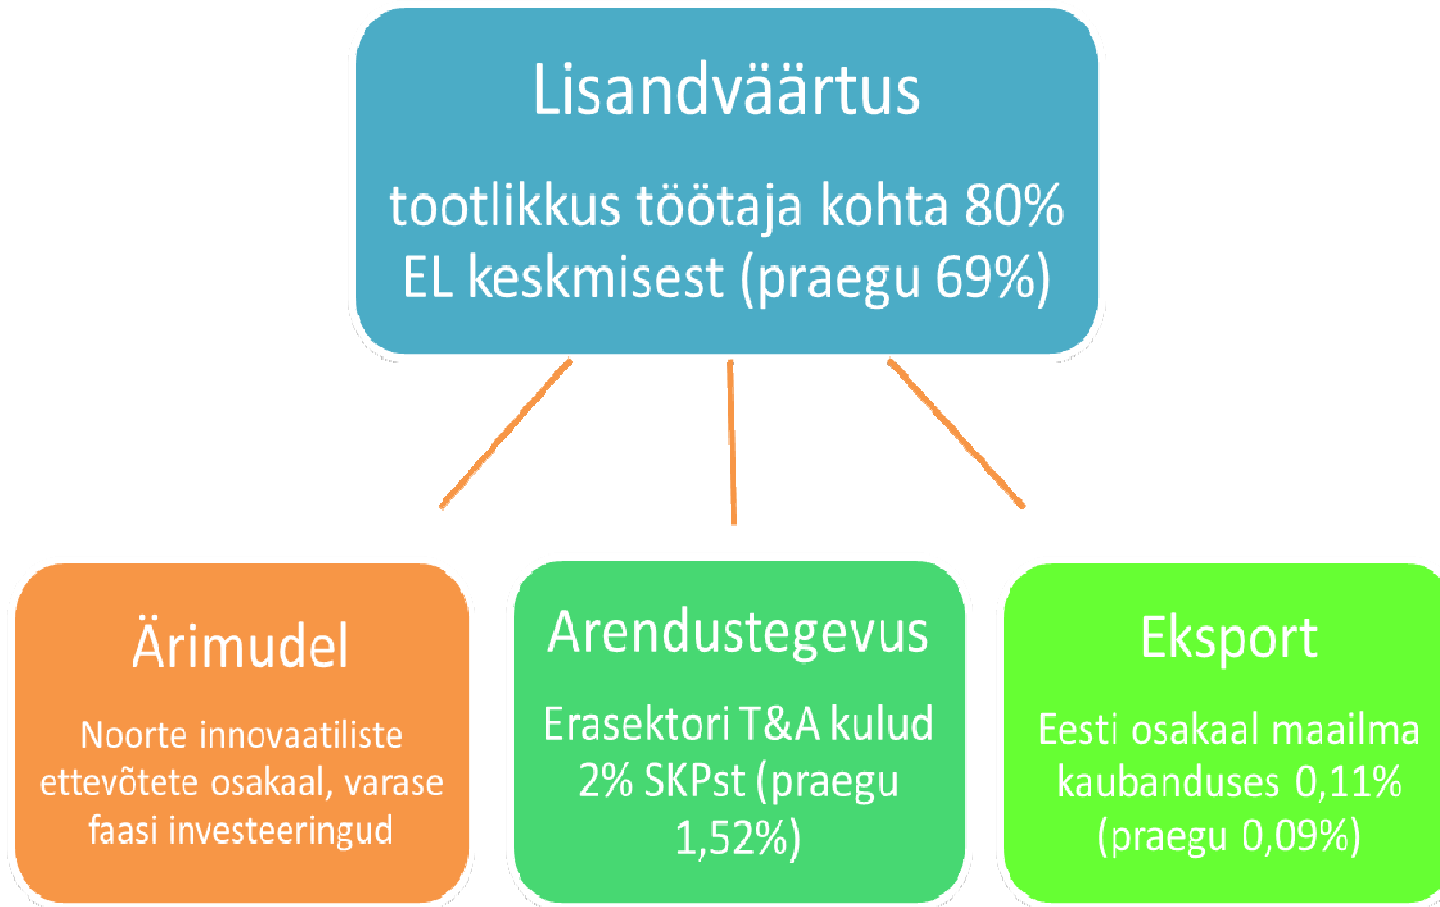 Lisandväärtus
tootlikkus töötaja kohta 80%
EL keskmisest (praegu 69%)
Ärimudel
Noorte innovaatiliste
ettevõtete osakaal, varase
faasi investeeringud
Arendustegevus
Erasektori T&A kulud
2% SKPst (praegu
1,52%)
Eksport
Eesti osakaal maailma
kaubanduses 0,11%
(praegu 0,09%)